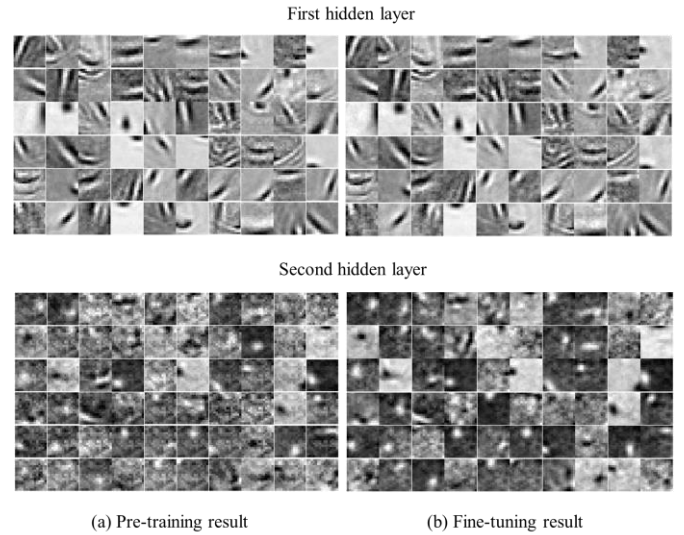 First hidden layer
Second hidden layer
(a) Pre-training result
(b) Fine-tuning result